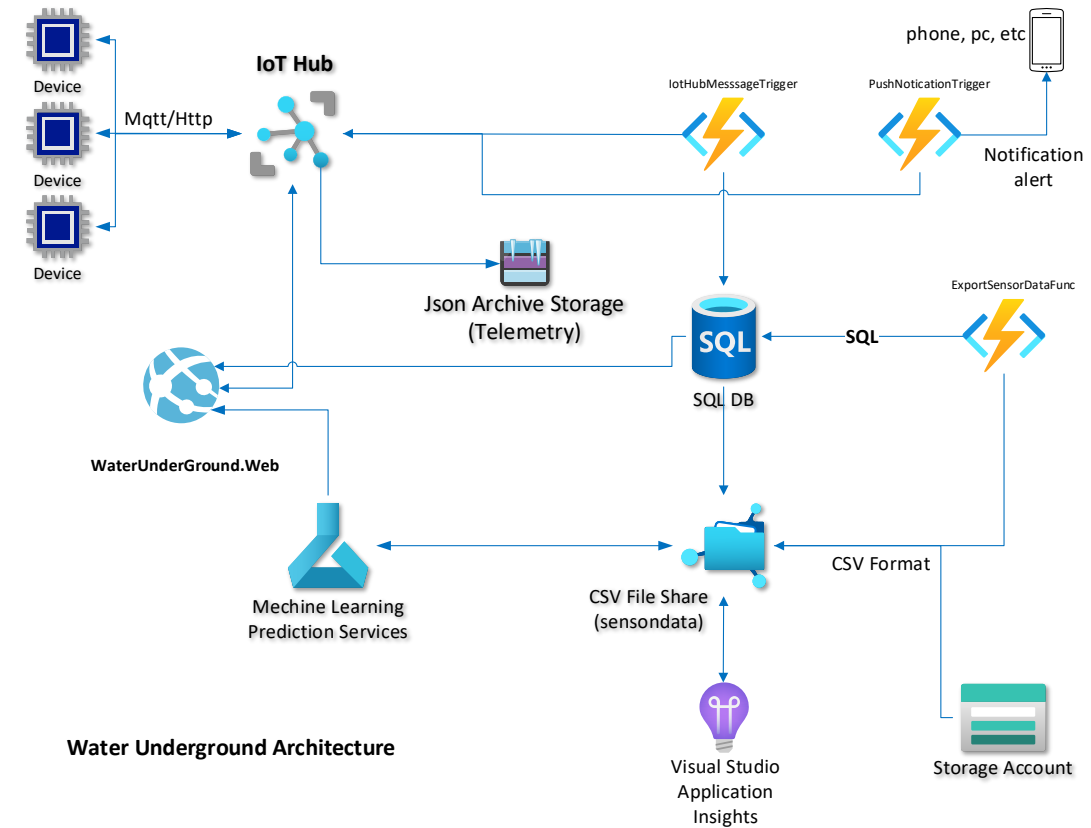 phone, pc, etc
IoT Hub
IotHubMesssageTrigger
PushNoticationTrigger
Device
Mqtt/Http
Notification
alert
Device
Device
ExportSensorDataFunc
Json Archive Storage
(Telemetry)
SQL
SQL
SQL DB
WaterUnderGround.Web
CSV Format
CSV File Share
(sensondata)
Mechine Learning
Prediction Services
Water Underground Architecture
Visual Studio
Application
Insights
Storage Account